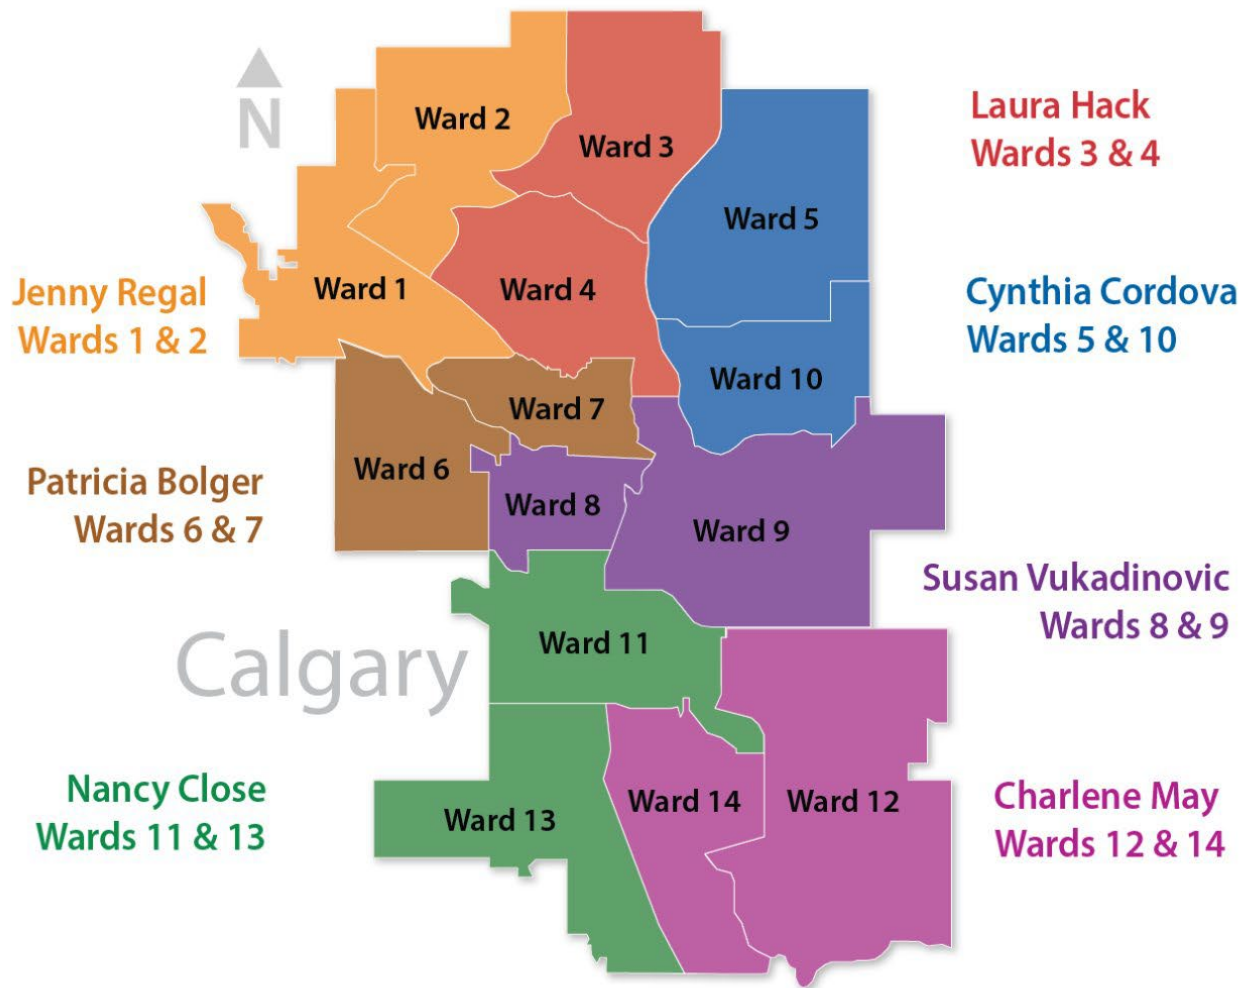 N
Ward 2
Ward 3
Laura Hack
Wards 3 & 4
Ward 5
Jenny Regal
Wards 1 & 2
Ward 1
Ward 4
Cynthia Cordova
Wards 5 & 10
Ward 10
Ward 7
Patricia Bolger
Wards 6 & 7
Ward 6
Ward 8
Ward 9
Susan Vukadinovic
Wards 8 & 9
Calgary
Ward 11
Nancy Close
Wards 11 & 13
Ward 13
Ward 14
Ward 12
Charlene May
Wards 12 & 14